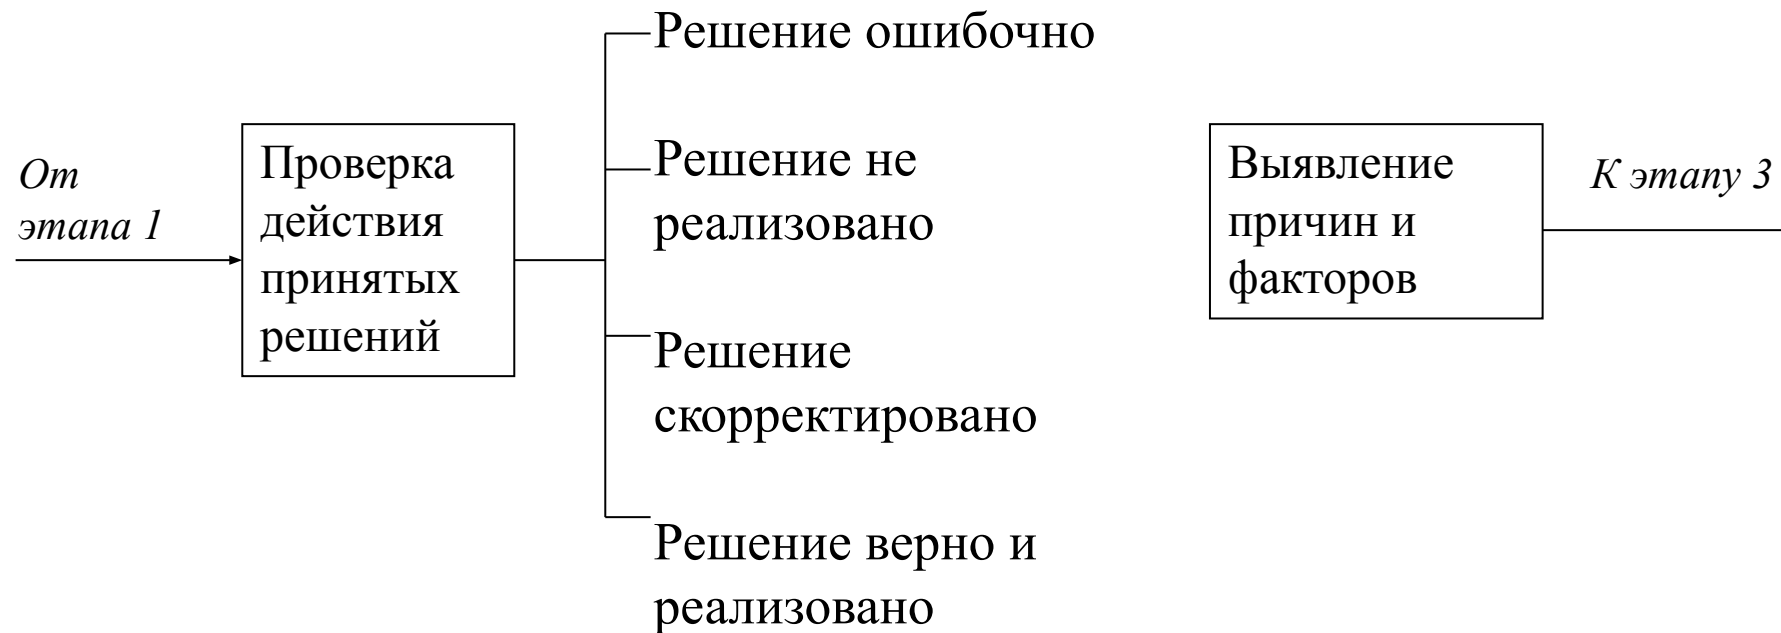 От
этапа 1
Проверка
действия
принятых
решений
Решение ошибочно
Решение не
реализовано
Решение
скорректировано
Решение верно и
реализовано
Выявление
причин и
факторов
К этапу 3